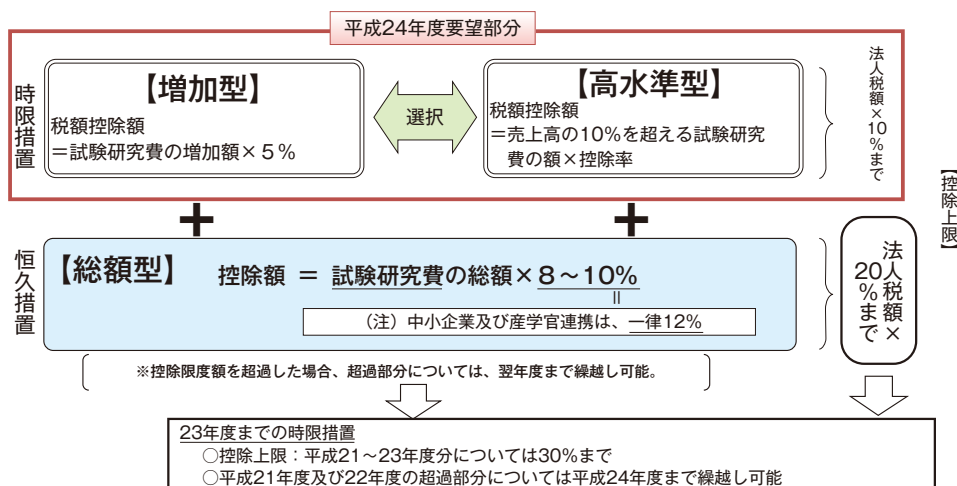 平成24年度要望部分
時限措置
【増加型】
税額控除額
＝試験研究費の増加額×５％
選択
【高水準型】
税額控除額
＝売上高の10％を超える試験研究
費の額×控除率
法人税額×10％まで
【控除上限】
＋
＋
恒久措置
【総額型】 控除額 ＝ 試験研究費の総額×８～10％
＝
（注）中小企業及び産学官連携は、一律12％
法人税額×
20％まで
※控除限度額を超過した場合、超過部分については、翌年度まで繰越し可能。
23年度までの時限措置
○控除上限：平成21～23年度分については30％まで
○平成21年度及び22年度の超過部分については平成24年度まで繰越し可能